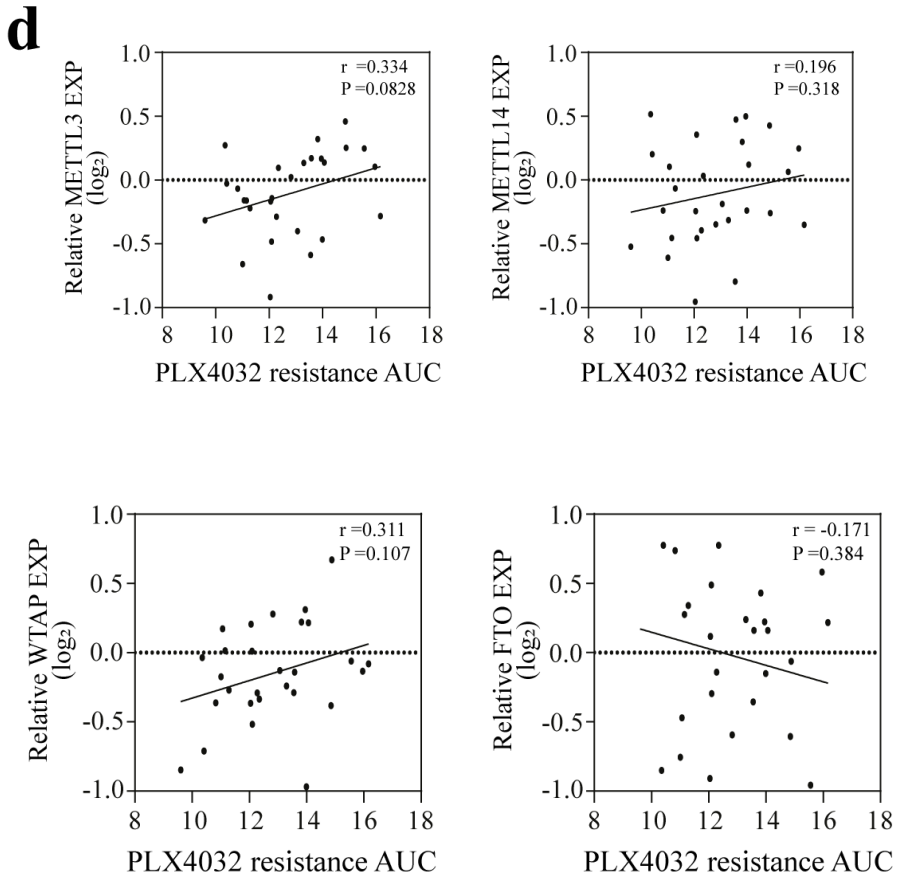 d
1.0
0.5
0.0
-0.5
-1.0
Relative METTL3 EXP
(log₂)
r =0.334
P =0.0828
8 10 12 14 16 18
PLX4032 resistance AUC
1.0
0.5
0.0
-0.5
-1.0
Relative METTL14 EXP
(log₂)
r =0.196
P =0.318
8 10 12 14 16 18
PLX4032 resistance AUC
1.0
0.5
0.0
-0.5
-1.0
Relative WTAP EXP
(log₂)
r =0.311
P =0.107
8 10 12 14 16 18
PLX4032 resistance AUC
1.0
0.5
0.0
-0.5
-1.0
Relative FTO EXP
(log₂)
r = -0.171
P =0.384
8 10 12 14 16 18
PLX4032 resistance AUC